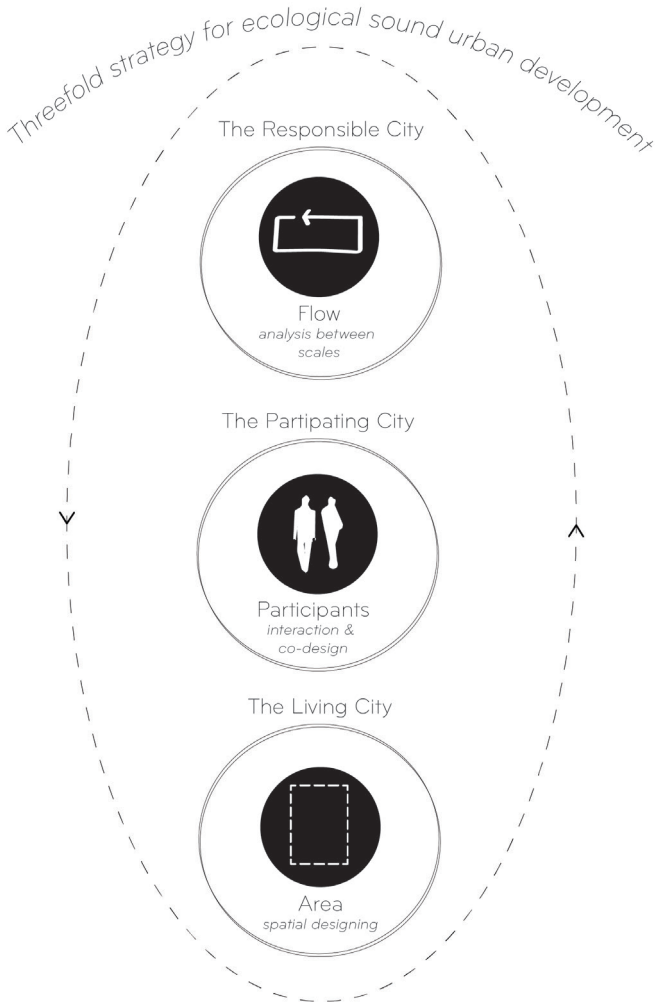 Threefold strategy for ecological sound urban development
The Responsible City
Flow
analysis between
scales
The Partipating City
Participants
interaction &
co-design
The Living City
Area
spatial designing